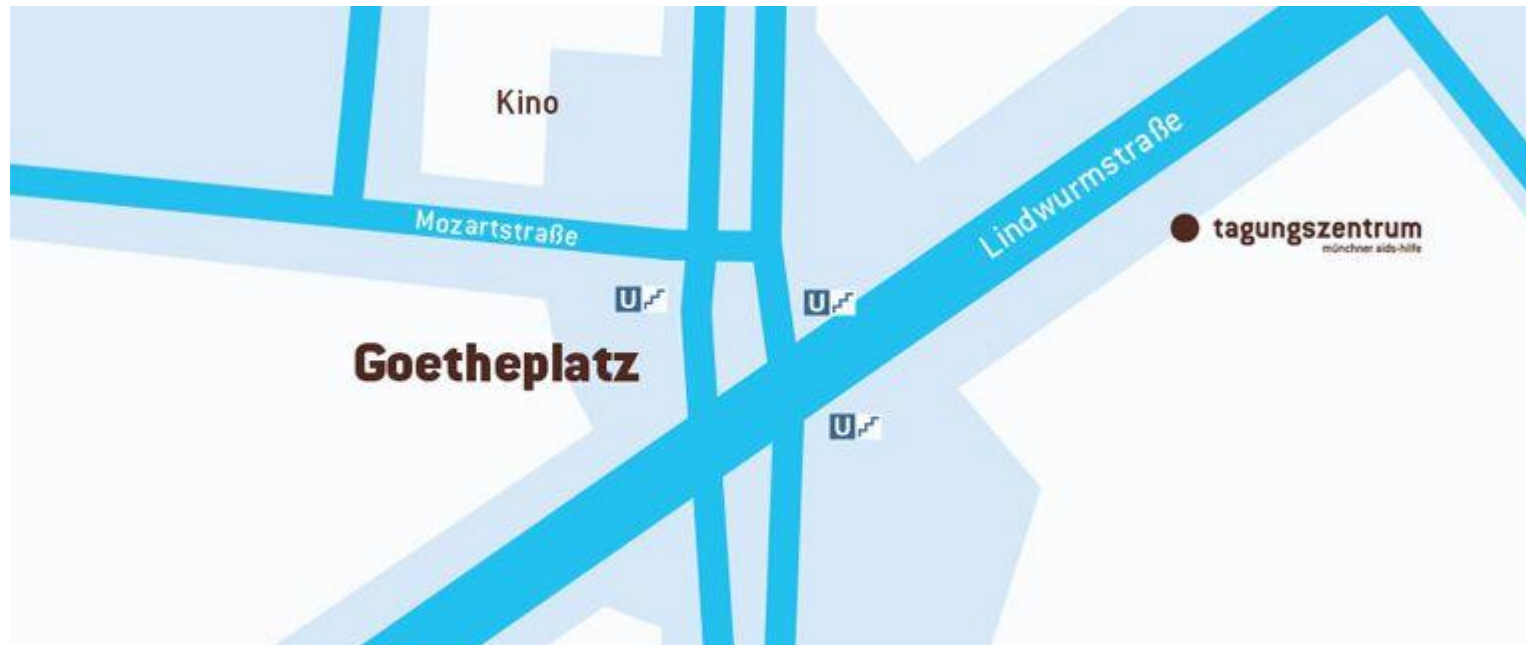 Kino
Mozartstraße
Lindwurmstraße
tagungszentrum
münchner aids-hilfe
U
U
Goetheplatz
U